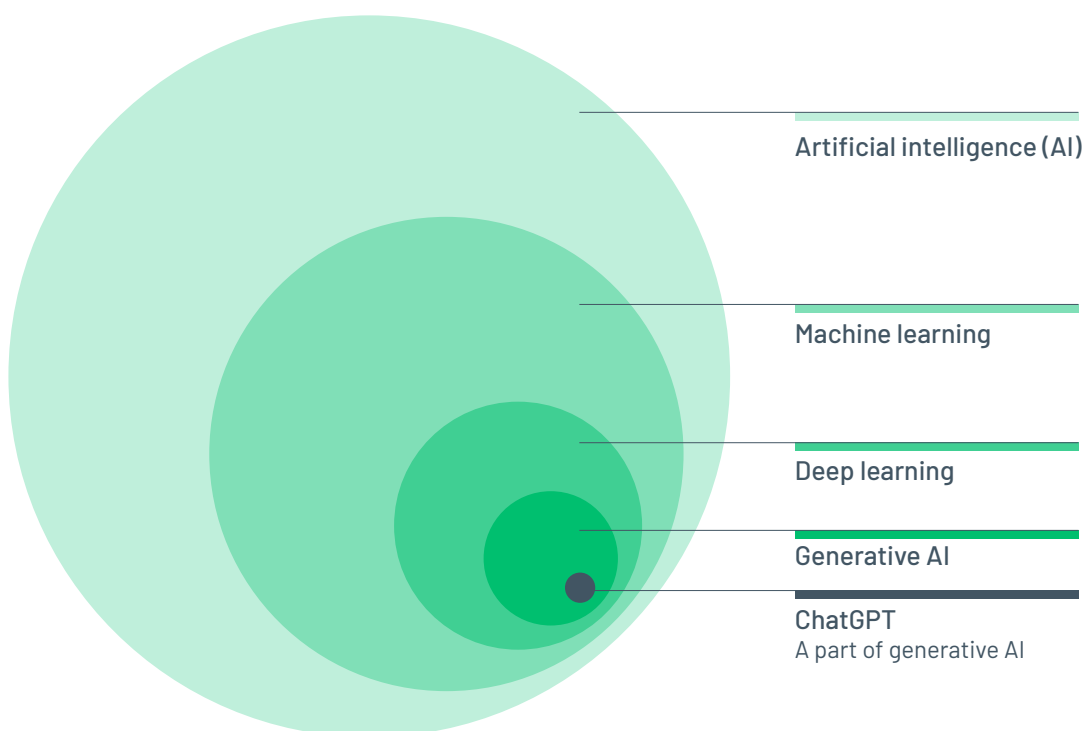 Artificial intelligence (AI)
Machine learning
Deep learning
Generative AI
ChatGPT
A part of generative AI